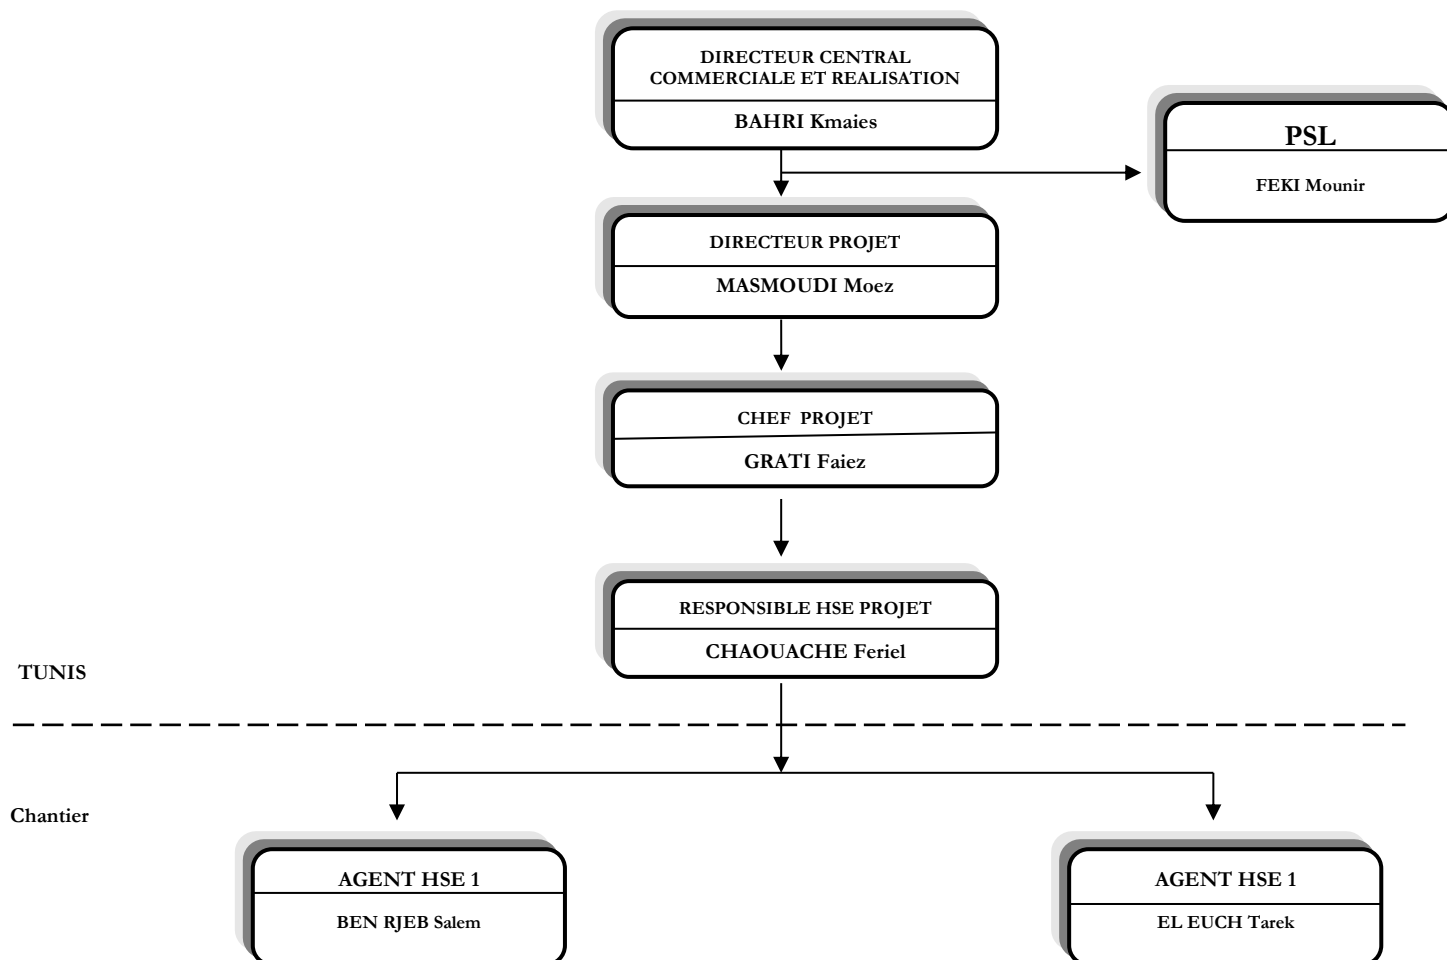 DIRECTEUR CENTRAL
COMMERCIALE ET REALISATION
BAHRI Kmaies
PSL
FEKI Mounir
DIRECTEUR PROJET
MASMOUDI Moez
CHEF PROJET
GRATI Faiez
RESPONSIBLE HSE PROJET
CHAOUACHE Feriel
TUNIS
Chantier
AGENT HSE 1
BEN RJEB Salem
AGENT HSE 1
EL EUCH Tarek